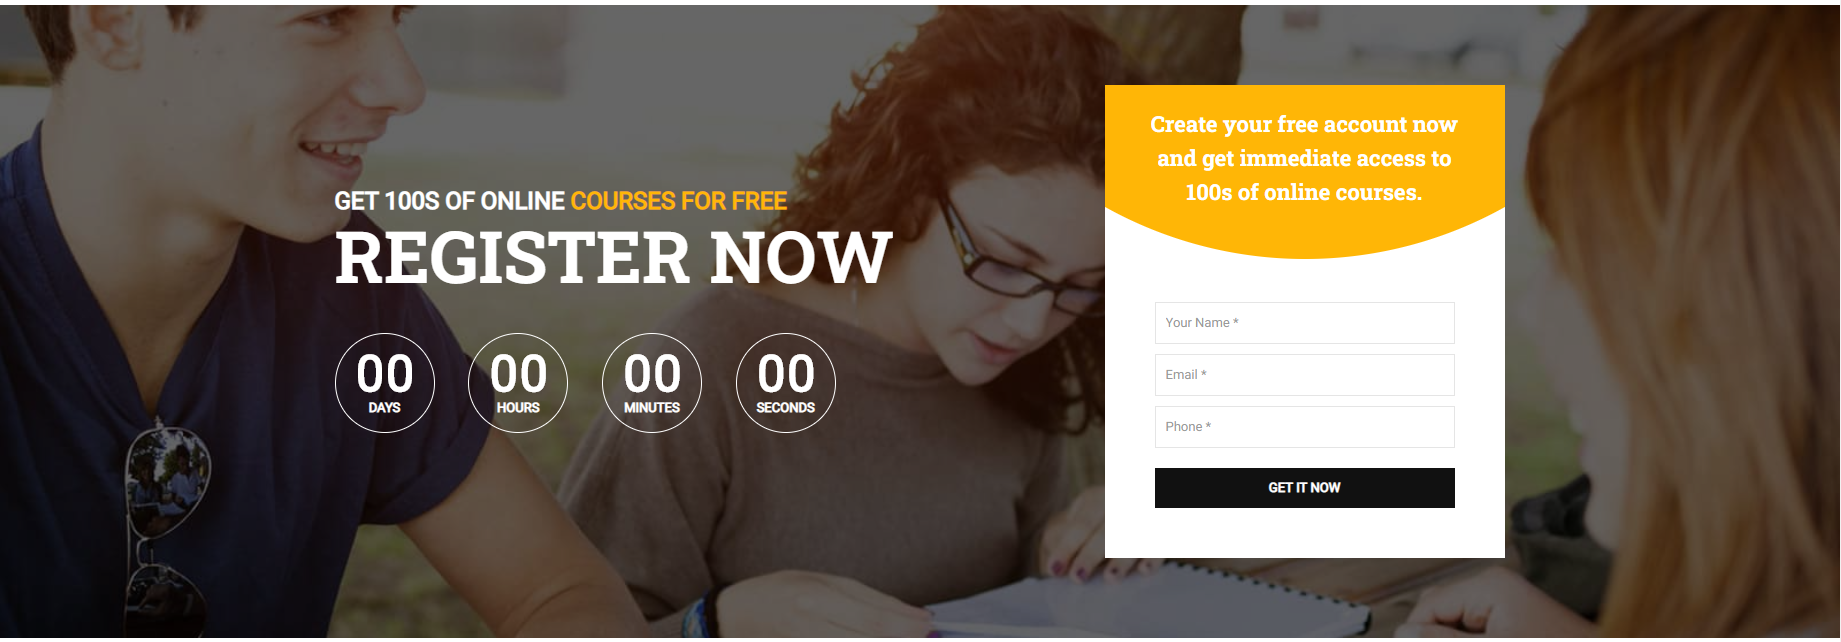 GET 100S OF ONLINE COURSES FOR FREE
REGISTER NOW
00
DAYS
00
HOURS
00
MINUTES
00
SECONDS
Create your free account now
and get immediate access to
100s of online courses.
Your Name *
Email *
Phone *
GET IT NOW